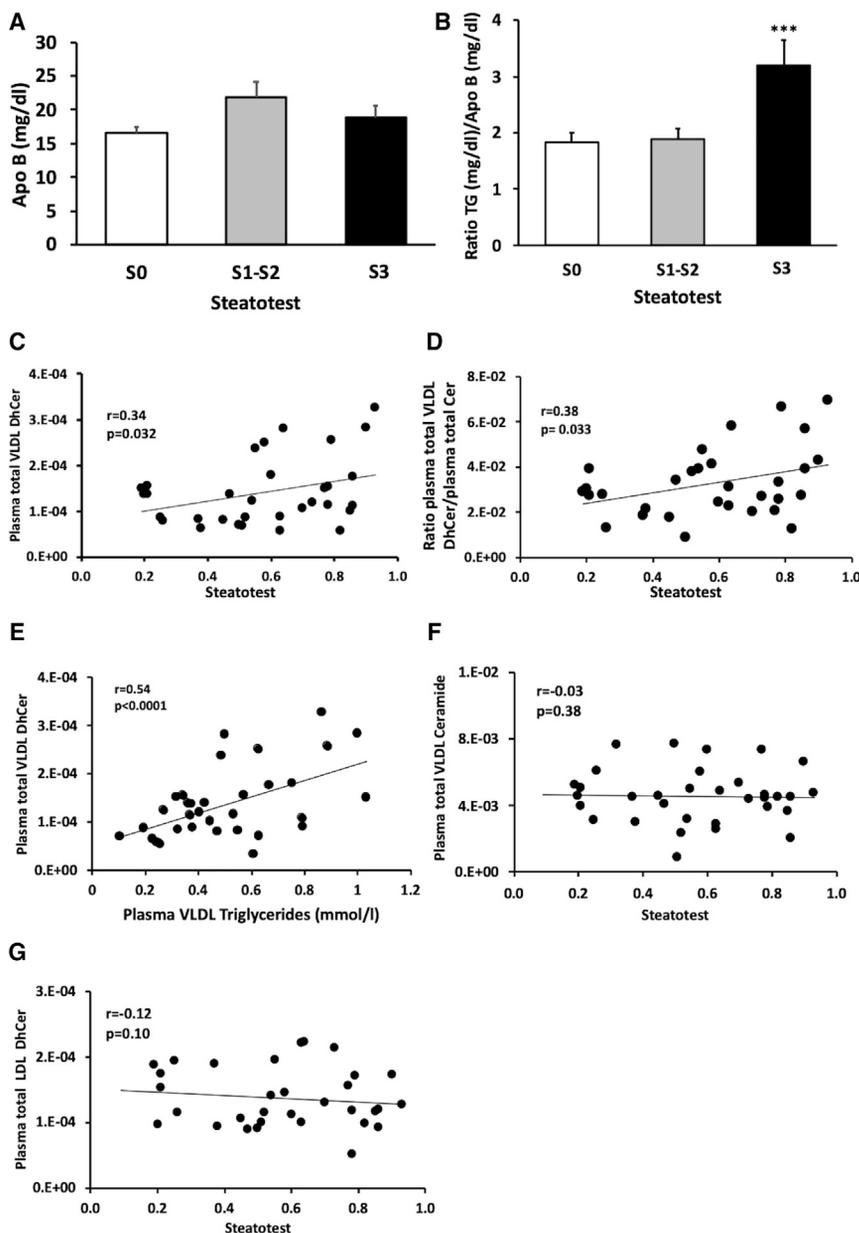 A
Apo B (mg/dl)
30
25
20
15
10
5
0
S0 S1-S2 S3
Steatotest
B
Ratio TG (mg/dl)/Apo B (mg/dl)
4
3
2
1
0
***
S0 S1-S2 S3
Steatotest
C
Plasma total VLDL DhCer
4.E-04
3.E-04
2.E-04
1.E-04
0.E+00
r=0.34
p=0.032
0.0 0.2 0.4 0.6 0.8 1.0
Steatotest
D
Ratio plasma total VLDL
DhCer/plasma total Cer
8.E-02
6.E-02
4.E-02
2.E-02
0.E+00
r=0.38
p= 0.033
0.0 0.2 0.4 0.6 0.8 1.0
Steatotest
E
Plasma total VLDL DhCer
4.E-04
3.E-04
2.E-04
1.E-04
0.E+00
r=0.54
p<0.0001
0 0.2 0.4 0.6 0.8 1 1.2
Plasma VLDL Triglycerides (mmol/l)
F
Plasma total VLDL Ceramide
1.E-02
8.E-03
4.E-03
0.E+00
r=-0.03
p=0.38
0.0 0.2 0.4 0.6 0.8 1.0
Steatotest
G
Plasma total LDL DhCer
3.E-04
2.E-04
1.E-04
0.E+00
r=-0.12
p=0.10
0.0 0.2 0.4 0.6 0.8 1.0
Steatotest